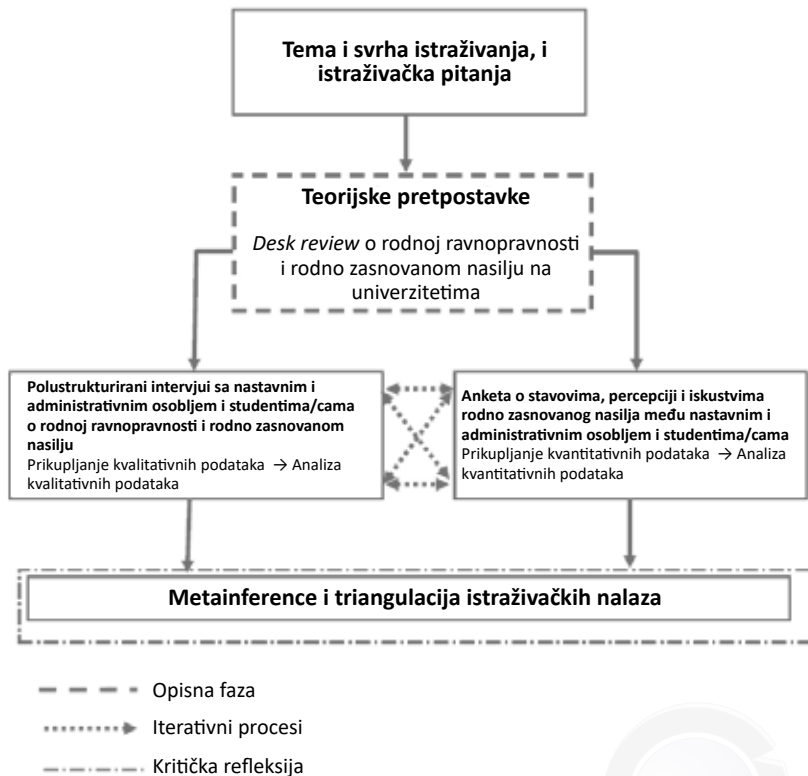 Tema i svrha istraživanja, i
istraživačka pitanja
Teorijske pretpostavke
Desk review o rodnoj ravnopravnosti
i rodno zasnovanom nasilju na
univerzitetima
Polustrukturirani intervjui sa nastavnim i
administrativnim osobljem i studentima/cama
o rodnoj ravnopravnosti i rodno zasnovanom
nasilju
Prikupljanje kvalitativnih podataka → Analiza
kvalitativnih podataka
Anketa o stavovima, percepciji i iskustvima
rodno zasnovanog nasilja među nastavnim i
administrativnim osobljem i studentima/cama
Prikupljanje kvantitativnih podataka → Analiza
kvantitativnih podataka
Metainference i triangulacija istraživačkih nalaza
Opisna faza
Iterativni procesi
Kritička refleksija